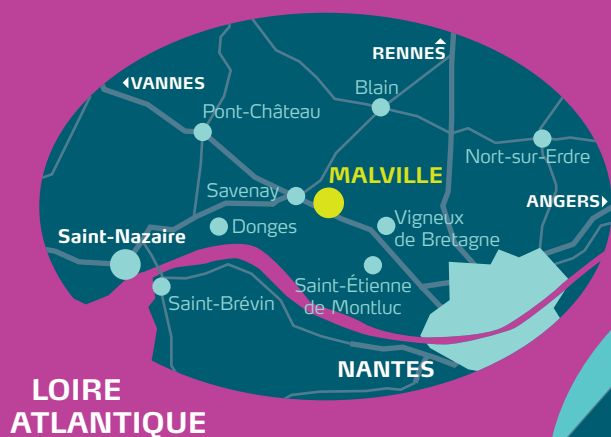 RENNES
VANNES
Blain
Pont-Château
Nort-sur-Erdre
MALVILLE
Savenay
ANGERS
Vigneux
de Bretagne
Donges
Saint-Nazaire
Saint-Étienne
de Montluc
Saint-Brévin
NANTES
LOIRE
ATLANTIQUE